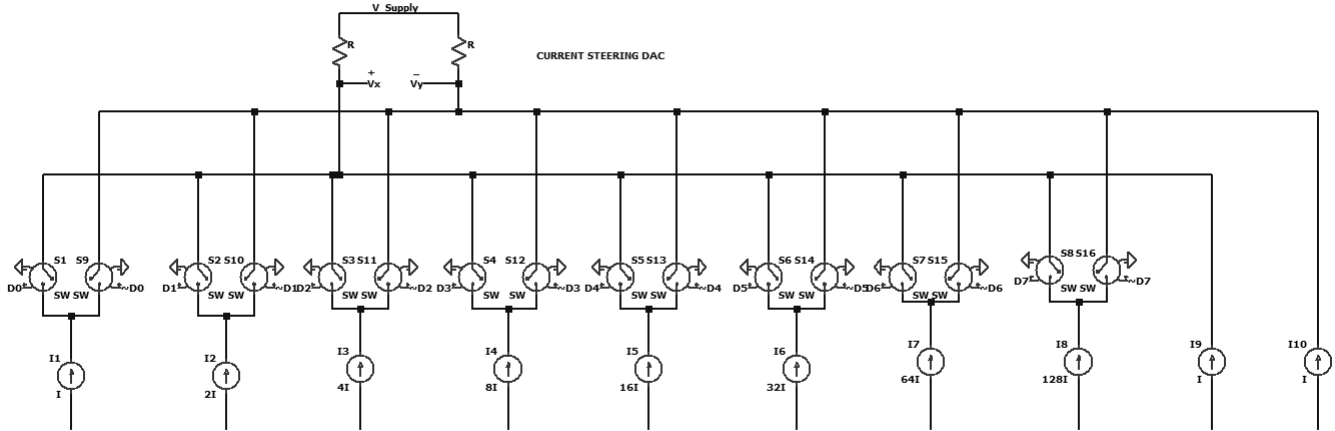 V Supply
R R
CURRENT STEERING DAC
+ −
Vx Vy
S1 S9 S2 S10 S3 S11 S4 S12 S5 S13 S6 S14 S7 S15 S8 S16
D0 SW SW ~D0 D1 SW SW ~D1 D2 SW SW ~D2 D3 SW SW ~D3 D4 SW SW ~D4 D5 SW SW ~D5 D6 SW SW ~D6 D7 SW SW ~D7
I1 I2 I3 I4 I5 I6 I7 I8 I9 I10
I 2I 4I 8I 16I 32I 64I 128I I I